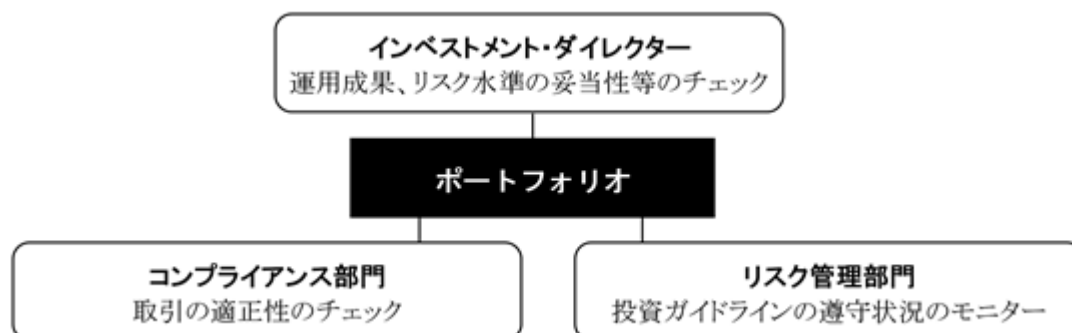 インベストメント・ダイレクター
運用成果、リスク水準の妥当性等のチェック
ポートフォリオ
コンプライアンス部門
取引の適正性のチェック
リスク管理部門
投資ガイドラインの遵守状況のモニター